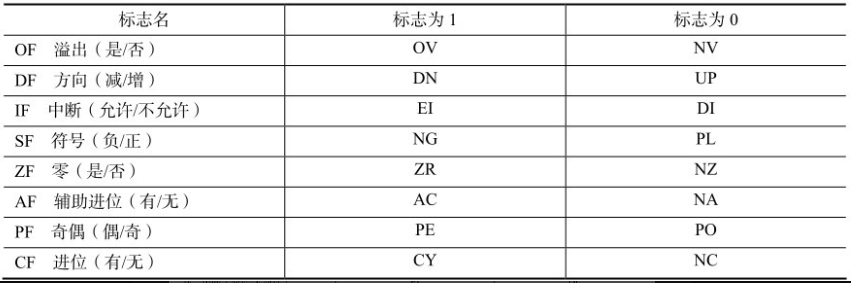 标志名 标志为 1 标志为 0
OF 溢出（是/否） OV NV
DF 方向（减/增） DN UP
IF 中断（允许/不允许） EI DI
SF 符号（负/正） NG PL
ZF 零（是/否） ZR NZ
AF 辅助进位（有/无） AC NA
PF 奇偶（偶/奇） PE PO
CF 进位（有/无） CY NC